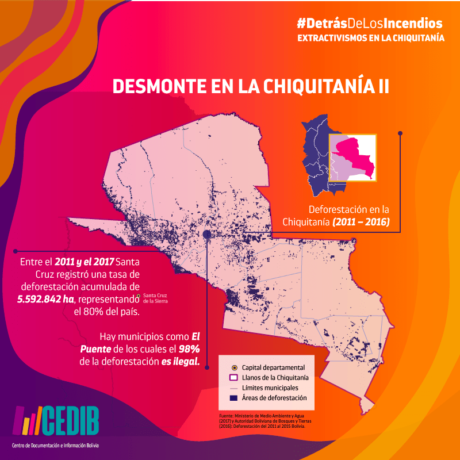 #DetrásDeLosIncendios
EXTRACTIVISMOS EN LA CHIQUITANÍA
DESMONTE EN LA CHIQUITANÍA II
Deforestación en la
Chiquitanía (2011 – 2016)
Entre el 2011 y el 2017 Santa
Cruz registró una tasa de
deforestación acumulada de
5.592.842 ha, representando
el 80% del país.
Santa Cruz
de la Sierra
Hay municipios como El
Puente de los cuales el 98%
de la deforestación es ilegal.
Capital departamental
Llanos de la Chiquitanía
Límites municipales
Áreas de deforestación
Fuente: Ministerio de Medio Ambiente y Agua
(2017) y Autoridad Boliviana de Bosques y Tierras
(2016). Deforestación del 2011 al 2015 Bolivia.
CEDIB
Centro de Documentación e Información Bolivia